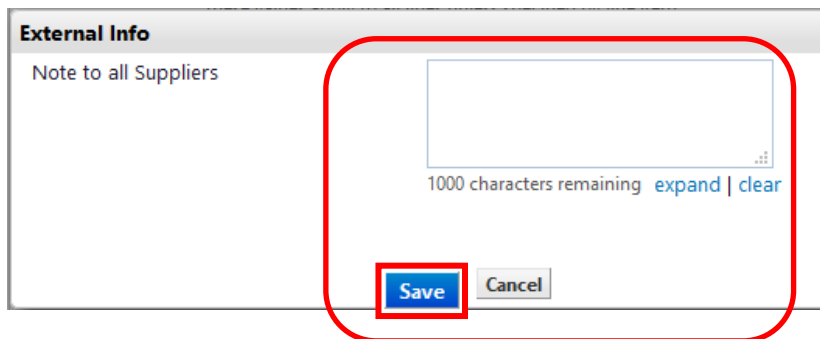 External Info
Note to all Suppliers
1000 characters remaining expand | clear
Save Cancel